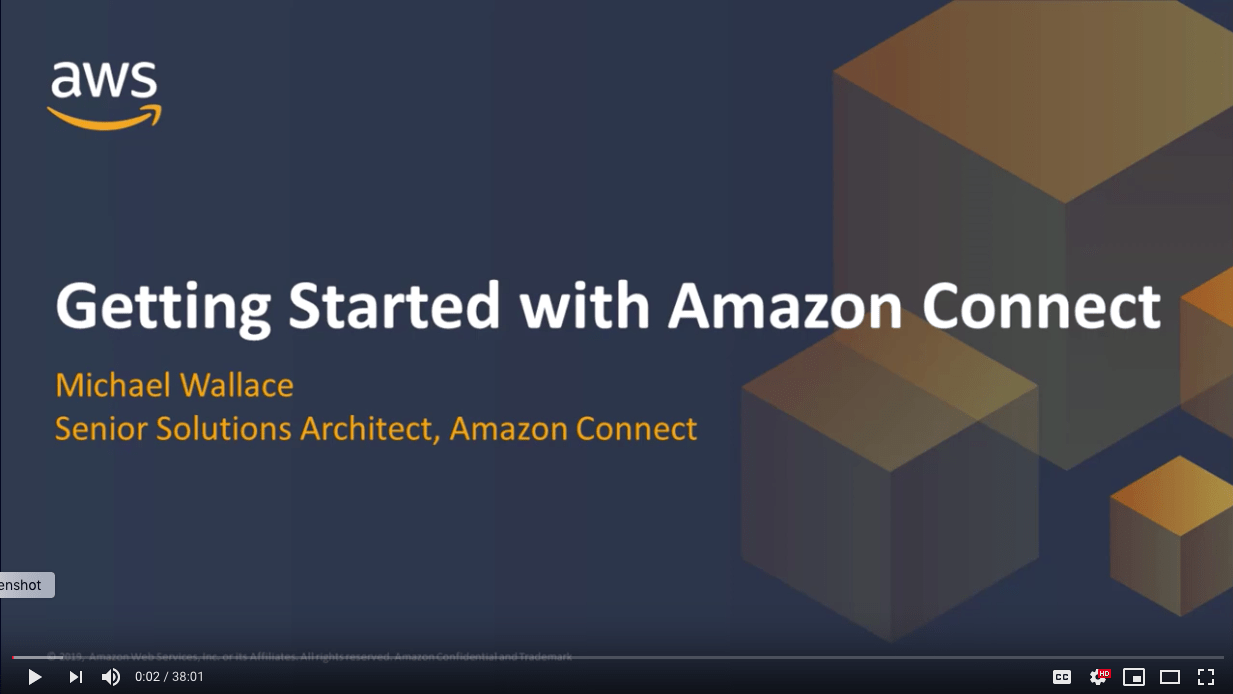 aws
Getting Started with Amazon Connect
Michael Wallace
Senior Solutions Architect, Amazon Connect
enshot
© 2019, Amazon Web Services, Inc. or its Affiliates. All rights reserved. Amazon Confidential and Trademark
0:02 / 38:01
CC
HD